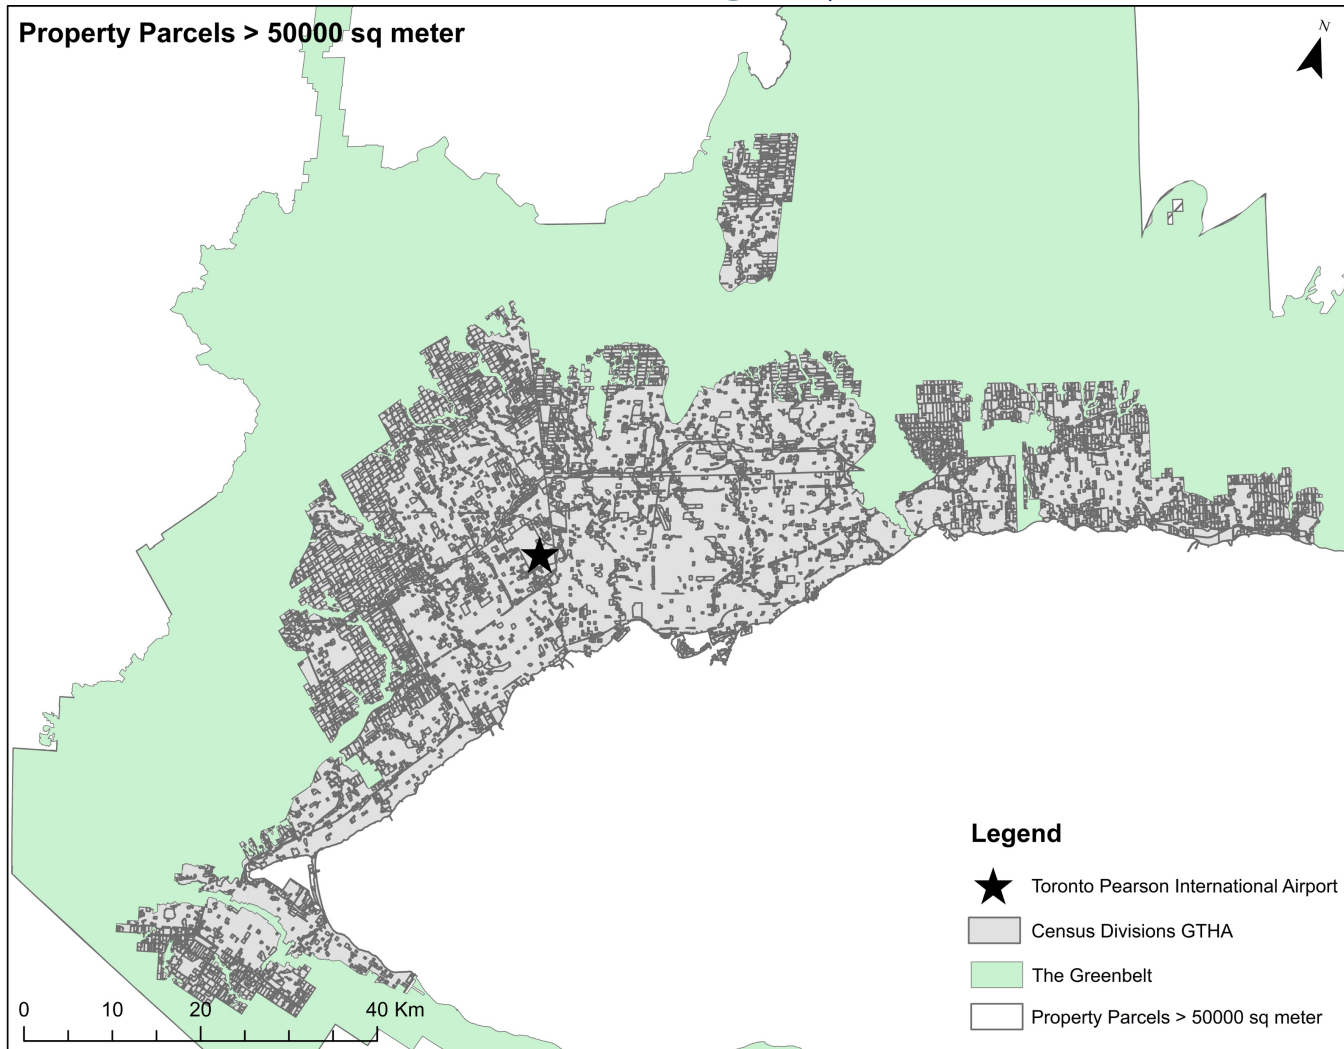 Property Parcels > 50000 sq meter
N
Legend
Toronto Pearson International Airport
Census Divisions GTHA
The Greenbelt
Property Parcels > 50000 sq meter
0 10 20 40 Km